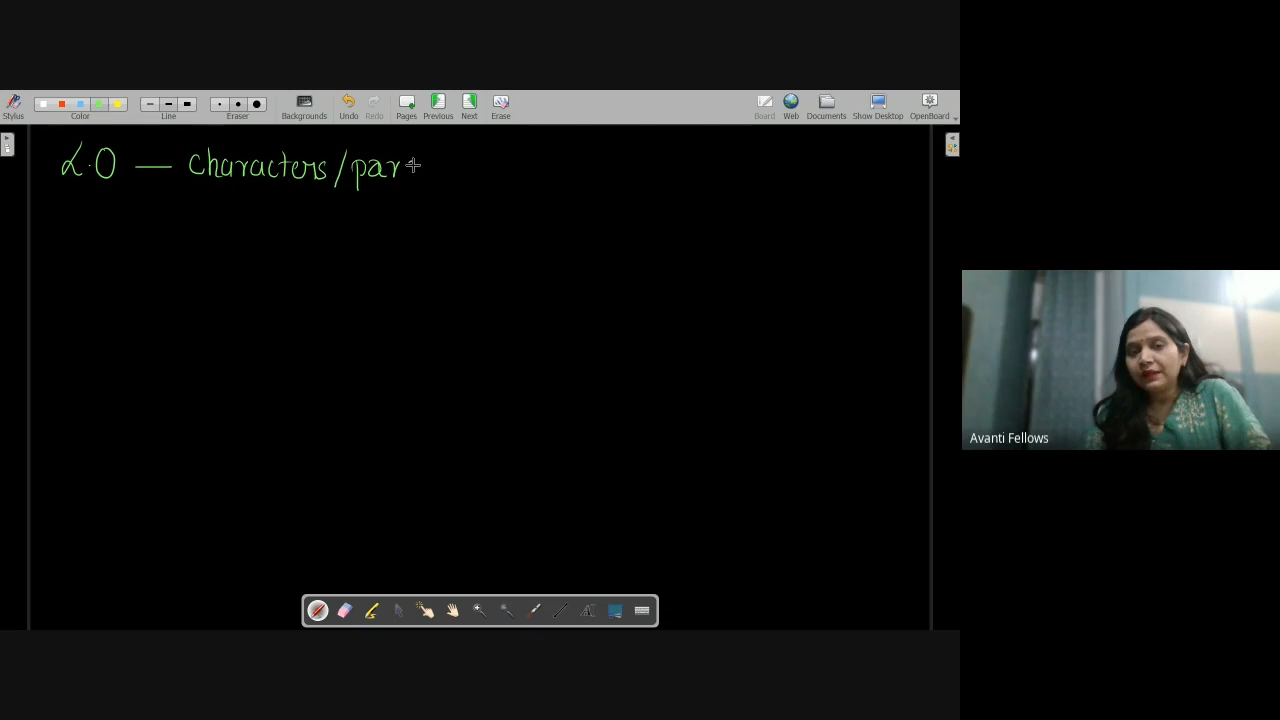 Stylus
Color
Line
Eraser
Backgrounds
Undo
Redo
Pages
Previous
Next
Erase
Board
Web
Documents
Show Desktop
OpenBoard
L.O — characters/par
Avanti Fellows